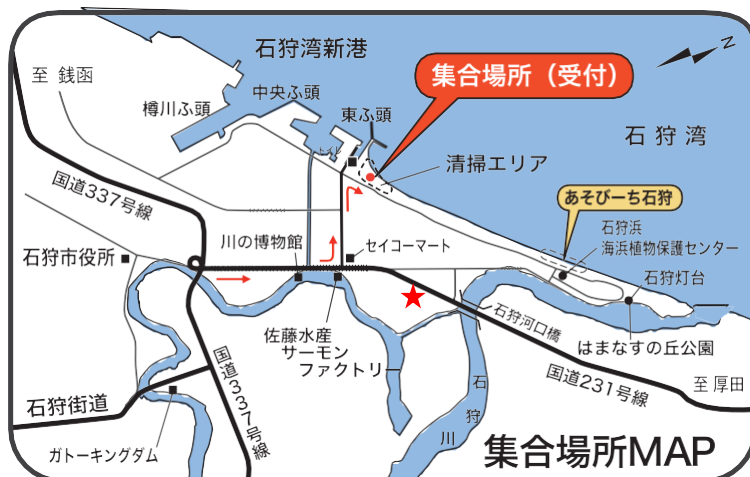 石狩湾新港
N
至 銭函
中央ふ頭
集合場所（受付）
樽川ふ頭
東ふ頭
石狩湾
トイレ
清掃エリア
国道337号線
あそびーち石狩
石狩浜
海浜植物保護センター
川の博物館
セイコーマート
石狩市役所
石狩灯台
石狩河口橋
佐藤水産
サーモン
ファクトリー
はまなすの丘公園
国道337号線
国道231号線
至 厚田
石狩街道
石狩川
ガトーキングダム
集合場所MAP